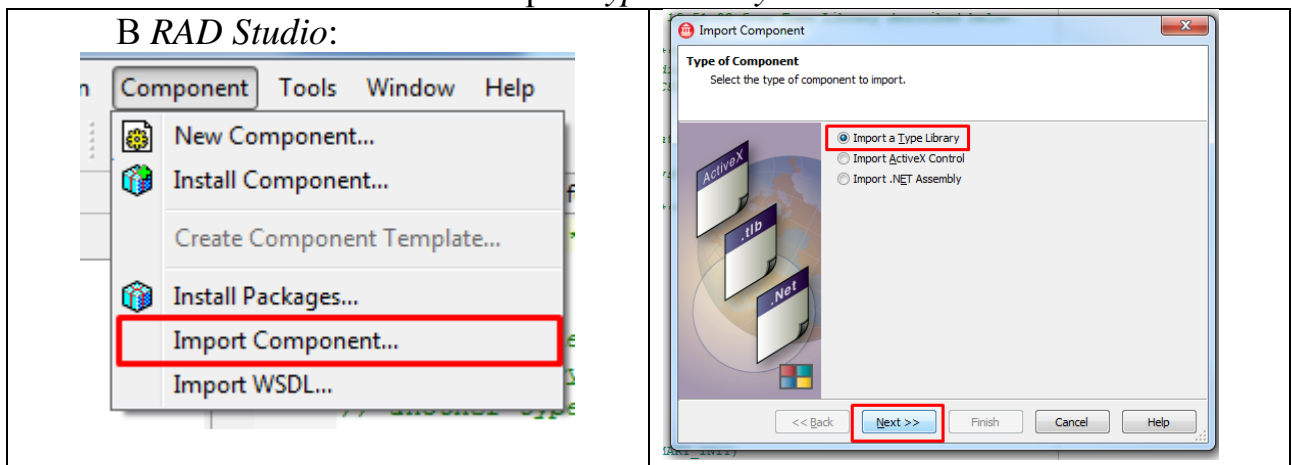 В RAD Studio:
Component Tools Window Help
New Component...
Install Component...
Create Component Template...
Install Packages...
Import Component...
Import WSDL...
// another type
Import Component
Type of Component
Select the type of component to import.
Import a Type Library
Import ActiveX Control
Import .NET Assembly
ActiveX
.tlb
.Net
<< Back Next >> Finish Cancel Help